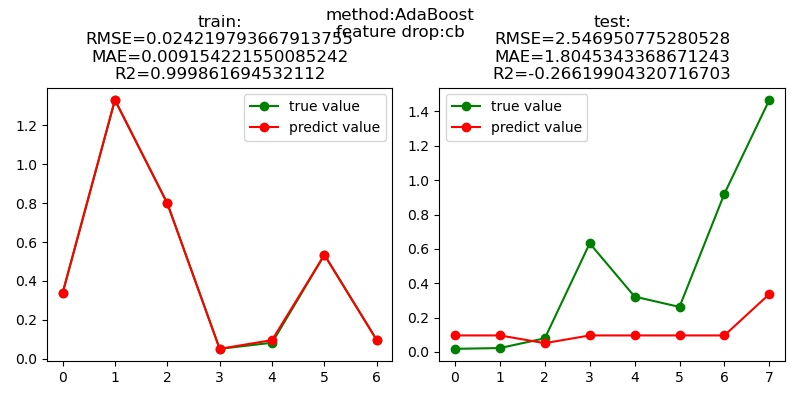 method:AdaBoost
feature drop:cb
train:
RMSE=0.024219793667913755
MAE=0.009154221550085242
R2=0.999861694532112
true value
predict value
0.0
0.2
0.4
0.6
0.8
1.0
1.2
0 1 2 3 4 5 6
test:
RMSE=2.546950775280528
MAE=1.8045343368671243
R2=-0.26619904320716703
true value
predict value
0.0
0.2
0.4
0.6
0.8
1.0
1.2
1.4
0 1 2 3 4 5 6 7